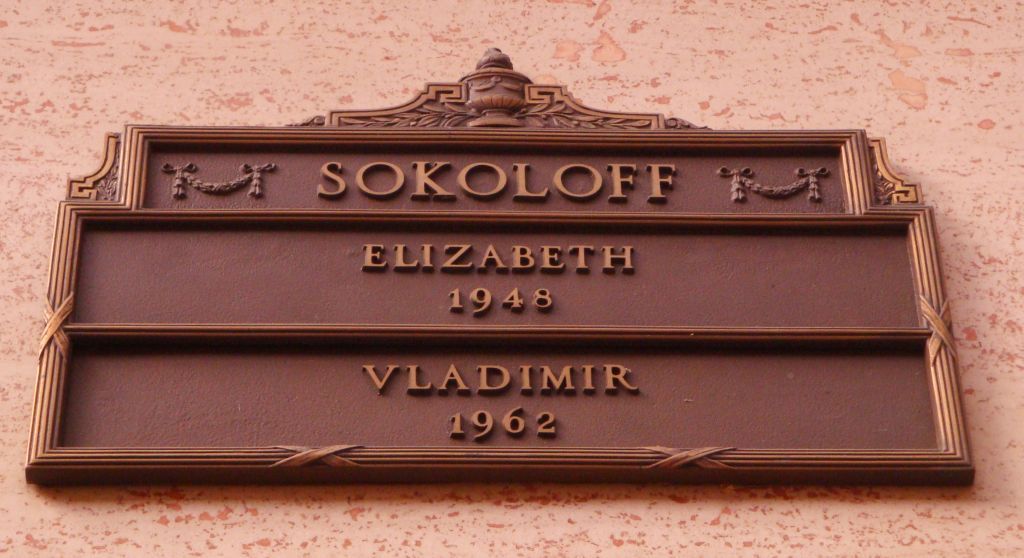 SOKOLOFF
ELIZABETH
1948
VLADIMIR
1962